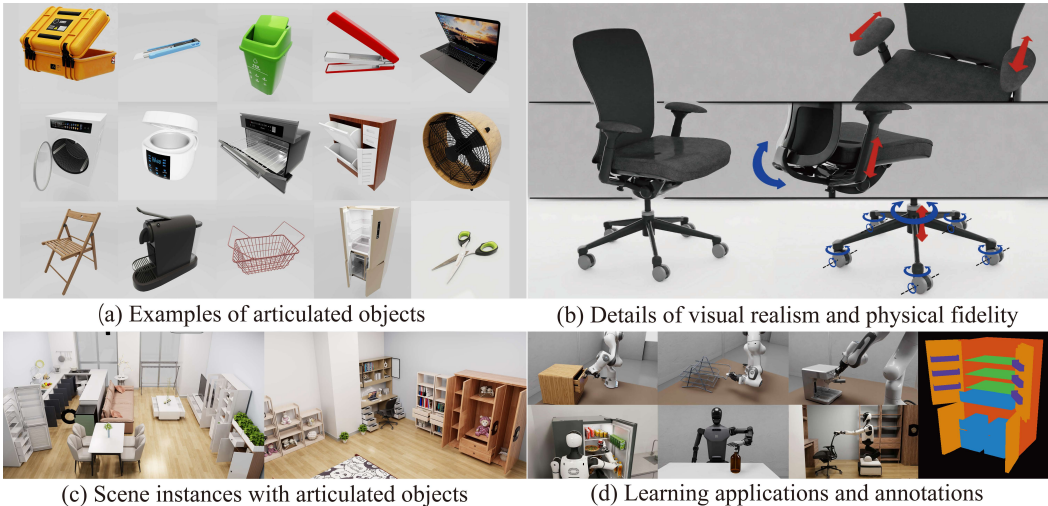 (a) Examples of articulated objects
(b) Details of visual realism and physical fidelity
(c) Scene instances with articulated objects
(d) Learning applications and annotations